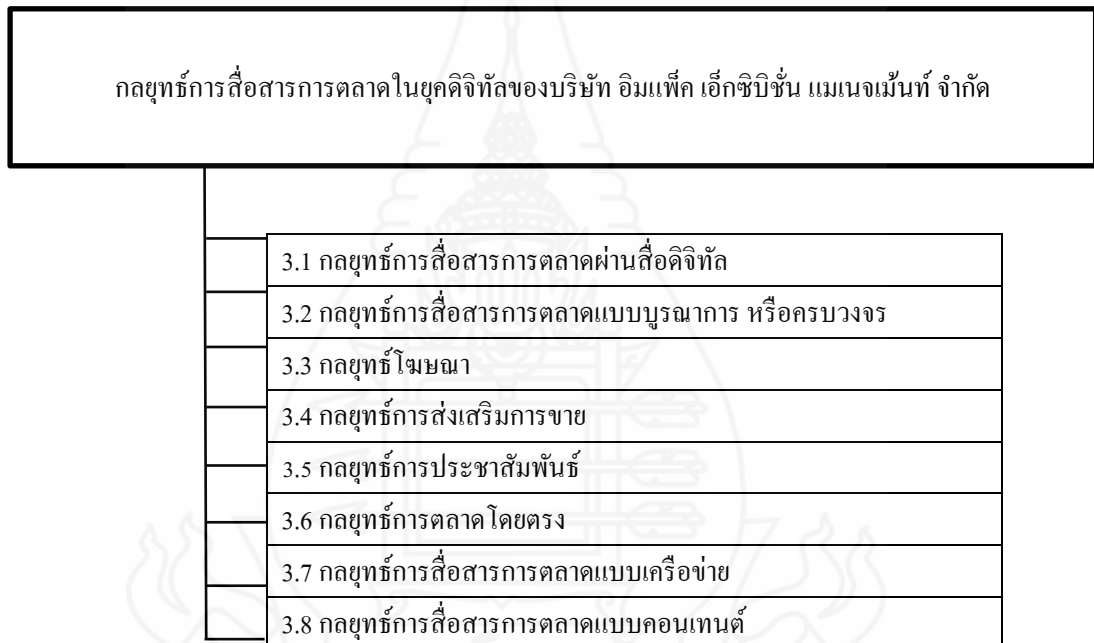 กลยุทธ์การสื่อสารการตลาดในยุคดิจิทัลของบริษัท อิมแพ็ค เอ็กซิบิชั่น แมเนจเม้นท์ จำกัด
3.1 กลยุทธ์การสื่อสารการตลาดผ่านสื่อดิจิทัล
3.2 กลยุทธ์การสื่อสารการตลาดแบบบูรณาการ หรือครบวงจร
3.3 กลยุทธ์โฆษณา
3.4 กลยุทธ์การส่งเสริมการขาย
3.5 กลยุทธ์การประชาสัมพันธ์
3.6 กลยุทธ์การตลาดโดยตรง
3.7 กลยุทธ์การสื่อสารการตลาดแบบเครือข่าย
3.8 กลยุทธ์การสื่อสารการตลาดแบบคอนเทนต์